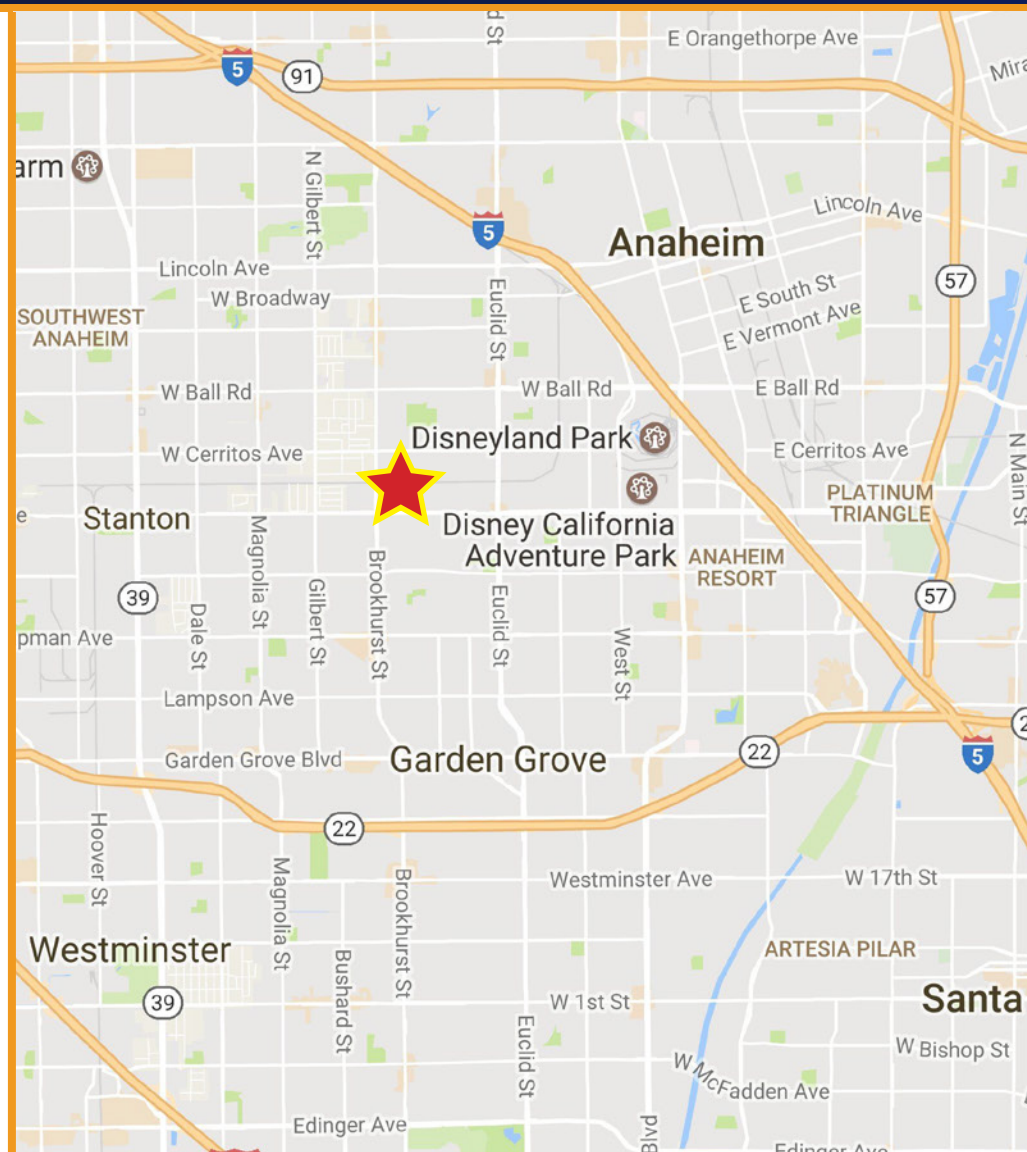 d St
E Orangethorpe Ave
5
91
Mira
arm
N Gilbert St
Lincoln Ave
5
Anaheim
Lincoln Ave
W Broadway
57
E South St
Euclid St
SOUTHWEST
ANAHEIM
E Vermont Ave
W Ball Rd
W Ball Rd
E Ball Rd
Disneyland Park
W Cerritos Ave
E Cerritos Ave
N Main St
PLATINUM
TRIANGLE
e
Stanton
Disney California
Adventure Park
ANAHEIM
RESORT
Magnolia St
39
Brookhurst St
57
Gilbert St
Euclid St
Dale St
pman Ave
West St
Lampson Ave
2
Garden Grove Blvd
Garden Grove
22
5
22
Hoover St
Westminster Ave
W 17th St
Magnolia St
Brookhurst St
Westminster
ARTESIA PILAR
Bushard St
39
W 1st St
Santa
Euclid St
W Bishop St
W McFadden Ave
Edinger Ave
Blvd
Edinger Ave